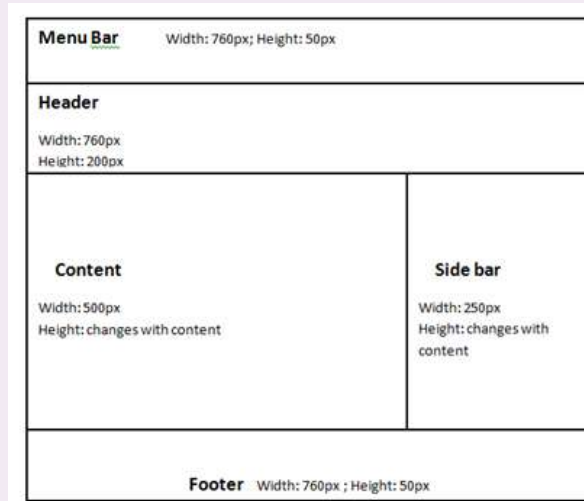 Menu Bar Width: 760px; Height: 50px
Header
Width: 760px
Height: 200px
Content
Width: 500px
Height: changes with content
Side bar
Width: 250px
Height: changes with
content
Footer Width: 760px ; Height: 50px